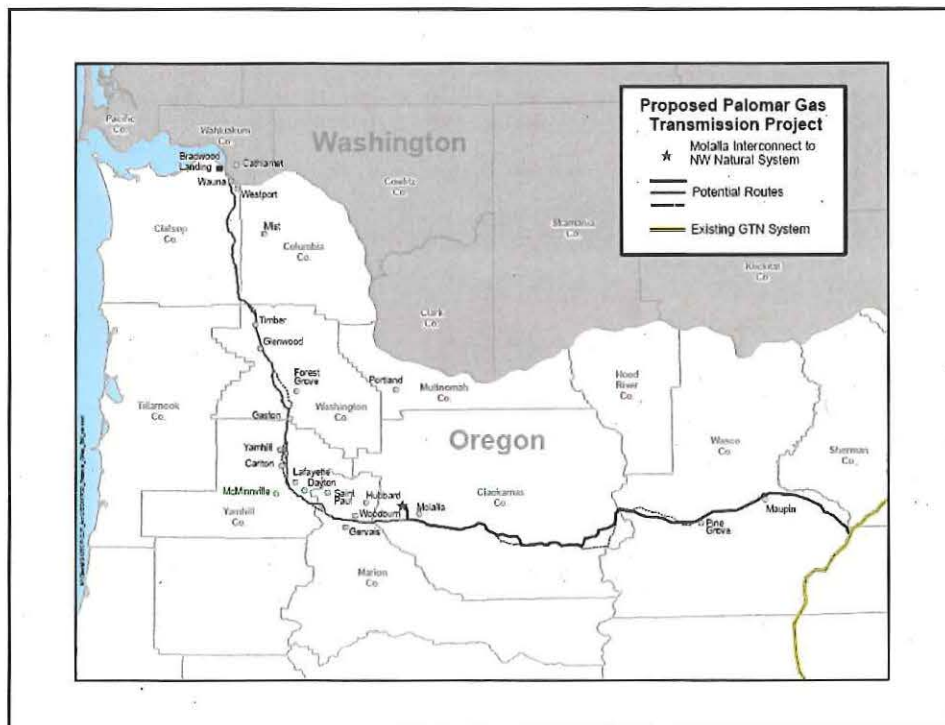 Proposed Palomar Gas
Transmission Project
Molalla Interconnect to
NW Natural System
Potential Routes
Existing GTN System
Washington
Oregon
Pacific
Co.
Wahkiakum
Co.
Bradwood
Landing
Cathlamet
Wauna
Westport
Cowlitz
Co.
Skamania
Co.
Klickitat
Co.
Clatsop
Co.
Mist
Columbia
Co.
Clark
Co.
Timber
Glenwood
Forest
Grove
Portland
Multnomah
Co.
Hood
River
Co.
Tillamook
Co.
Washington
Co.
Gaston
Wasco
Co.
Sherman
Co.
Yamhill
Carlton
Lafayette
Dayton
McMinnville
Saint
Paul
Hubbard
Molalla
Clackamas
Co.
Yamhill
Co.
Woodburn
Gervais
Pine
Grove
Maupin
Marion
Co.